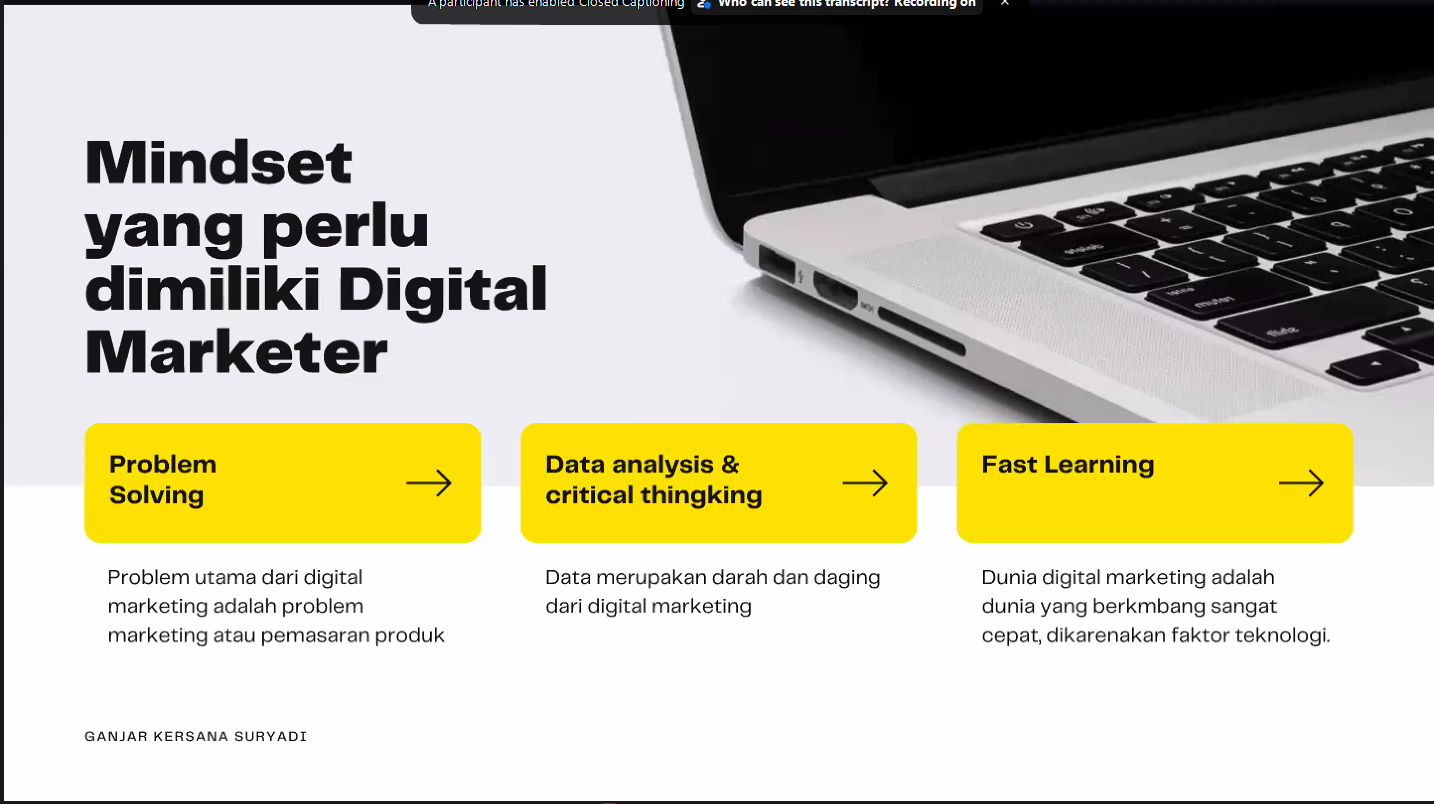 A participant has enabled Closed Captioning Who can see this transcript? Recording on
Mindset
yang perlu
dimiliki Digital
Marketer
Problem
Solving
Data analysis &
critical thingking
Fast Learning
Problem utama dari digital
marketing adalah problem
marketing atau pemasaran produk
Data merupakan darah dan daging
dari digital marketing
Dunia digital marketing adalah
dunia yang berkmbang sangat
cepat, dikarenakan faktor teknologi.
GANJAR KERSANA SURYADI